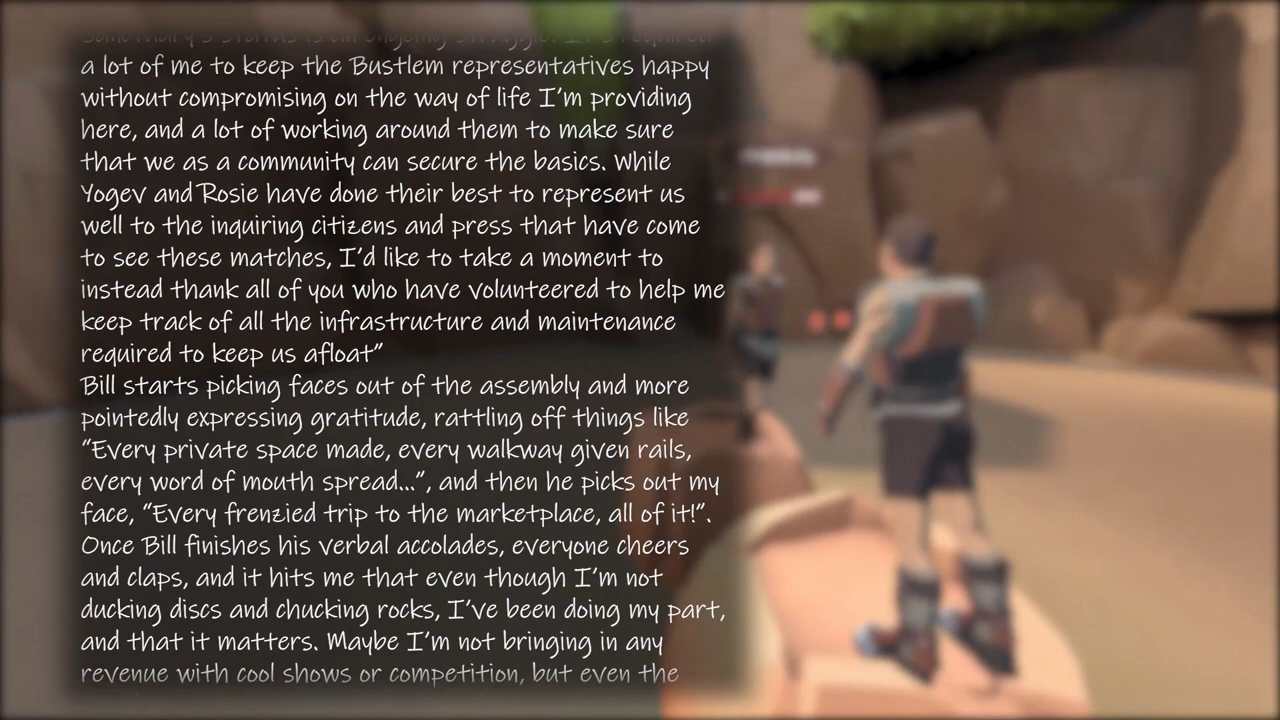 a lot of me to keep the Bustlem representatives happy
without compromising on the way of life I'm providing
here, and a lot of working around them to make sure
that we as a community can secure the basics. While
Yogev and Rosie have done their best to represent us
well to the inquiring citizens and press that have come
to see these matches, I'd like to take a moment to
instead thank all of you who have volunteered to help me
keep track of all the infrastructure and maintenance
required to keep us afloat”
Bill starts picking faces out of the assembly and more
pointedly expressing gratitude, rattling off things like
“Every private space made, every walkway given rails,
every word of mouth spread...”, and then he picks out my
face, “Every frenzied trip to the marketplace, all of it!”.
Once Bill finishes his verbal accolades, everyone cheers
and claps, and it hits me that even though I'm not
ducking discs and chucking rocks, I've been doing my part,
and that it matters. Maybe I'm not bringing in any
revenue with cool shows or competition, but even the